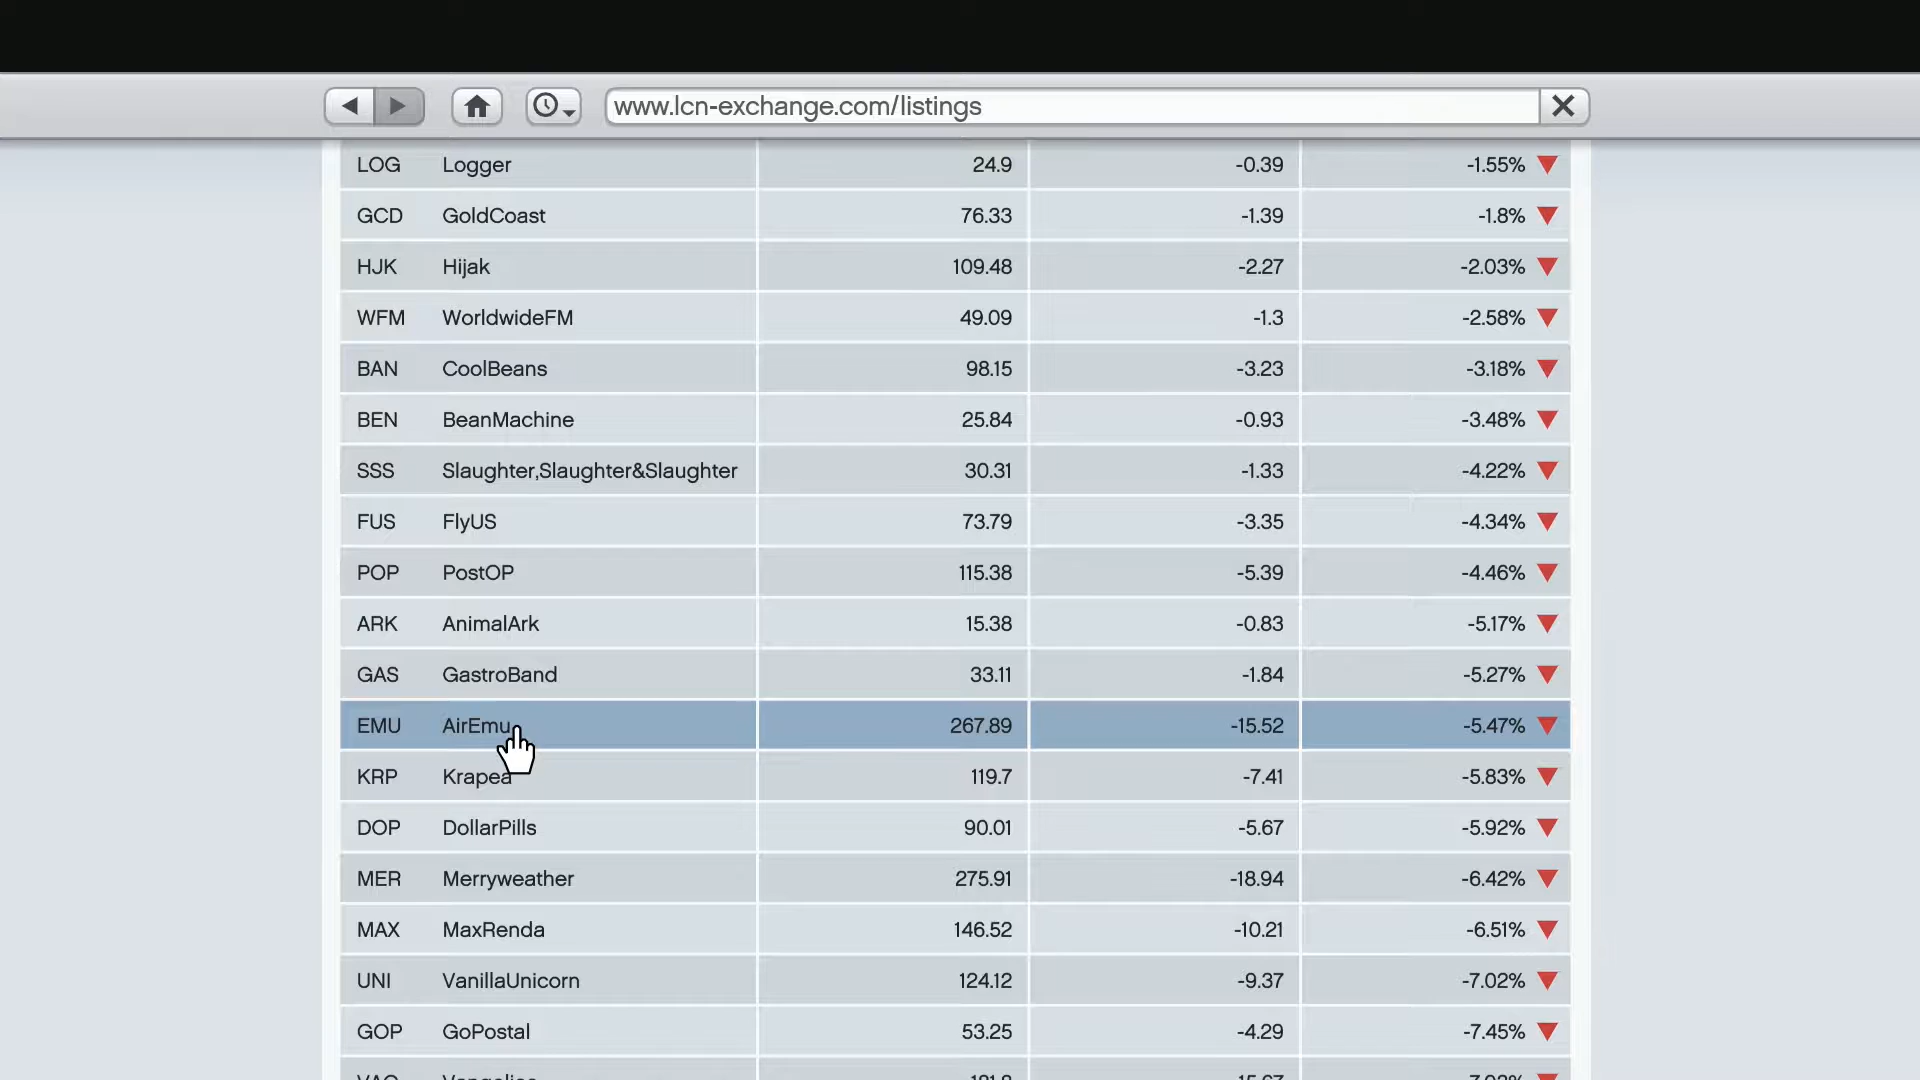 www.lcn-exchange.com/listings
LOG Logger 24.9 -0.39 -1.55%
GCD GoldCoast 76.33 -1.39 -1.8%
HJK Hijak 109.48 -2.27 -2.03%
WFM WorldwideFM 49.09 -1.3 -2.58%
BAN CoolBeans 98.15 -3.23 -3.18%
BEN BeanMachine 25.84 -0.93 -3.48%
SSS Slaughter,Slaughter&Slaughter 30.31 -1.33 -4.22%
FUS FlyUS 73.79 -3.35 -4.34%
POP PostOP 115.38 -5.39 -4.46%
ARK AnimalArk 15.38 -0.83 -5.17%
GAS GastroBand 33.11 -1.84 -5.27%
EMU AirEmu 267.89 -15.52 -5.47%
KRP Krapea 119.7 -7.41 -5.83%
DOP DollarPills 90.01 -5.67 -5.92%
MER Merryweather 275.91 -18.94 -6.42%
MAX MaxRenda 146.52 -10.21 -6.51%
UNI VanillaUnicorn 124.12 -9.37 -7.02%
GOP GoPostal 53.25 -4.29 -7.45%